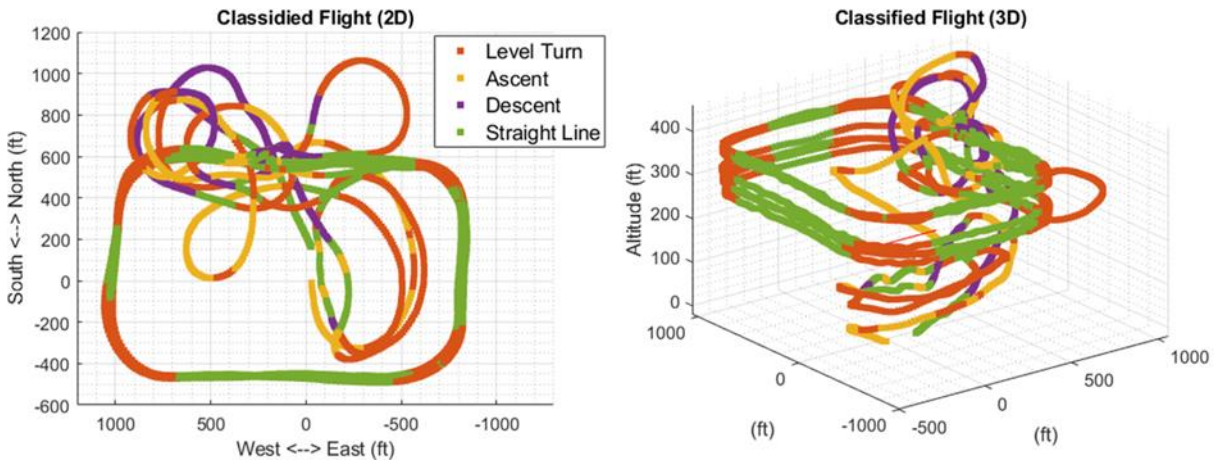 Classidied Flight (2D)
1200
1000
800
600
400
200
0
-200
-400
-600
1000
500
0
-500
-1000
South <--> North (ft)
West <--> East (ft)
Level Turn
Ascent
Descent
Straight Line
Classified Flight (3D)
400
300
200
100
0
Altitude (ft)
1000
0
-1000
(ft)
-500
0
500
1000
(ft)